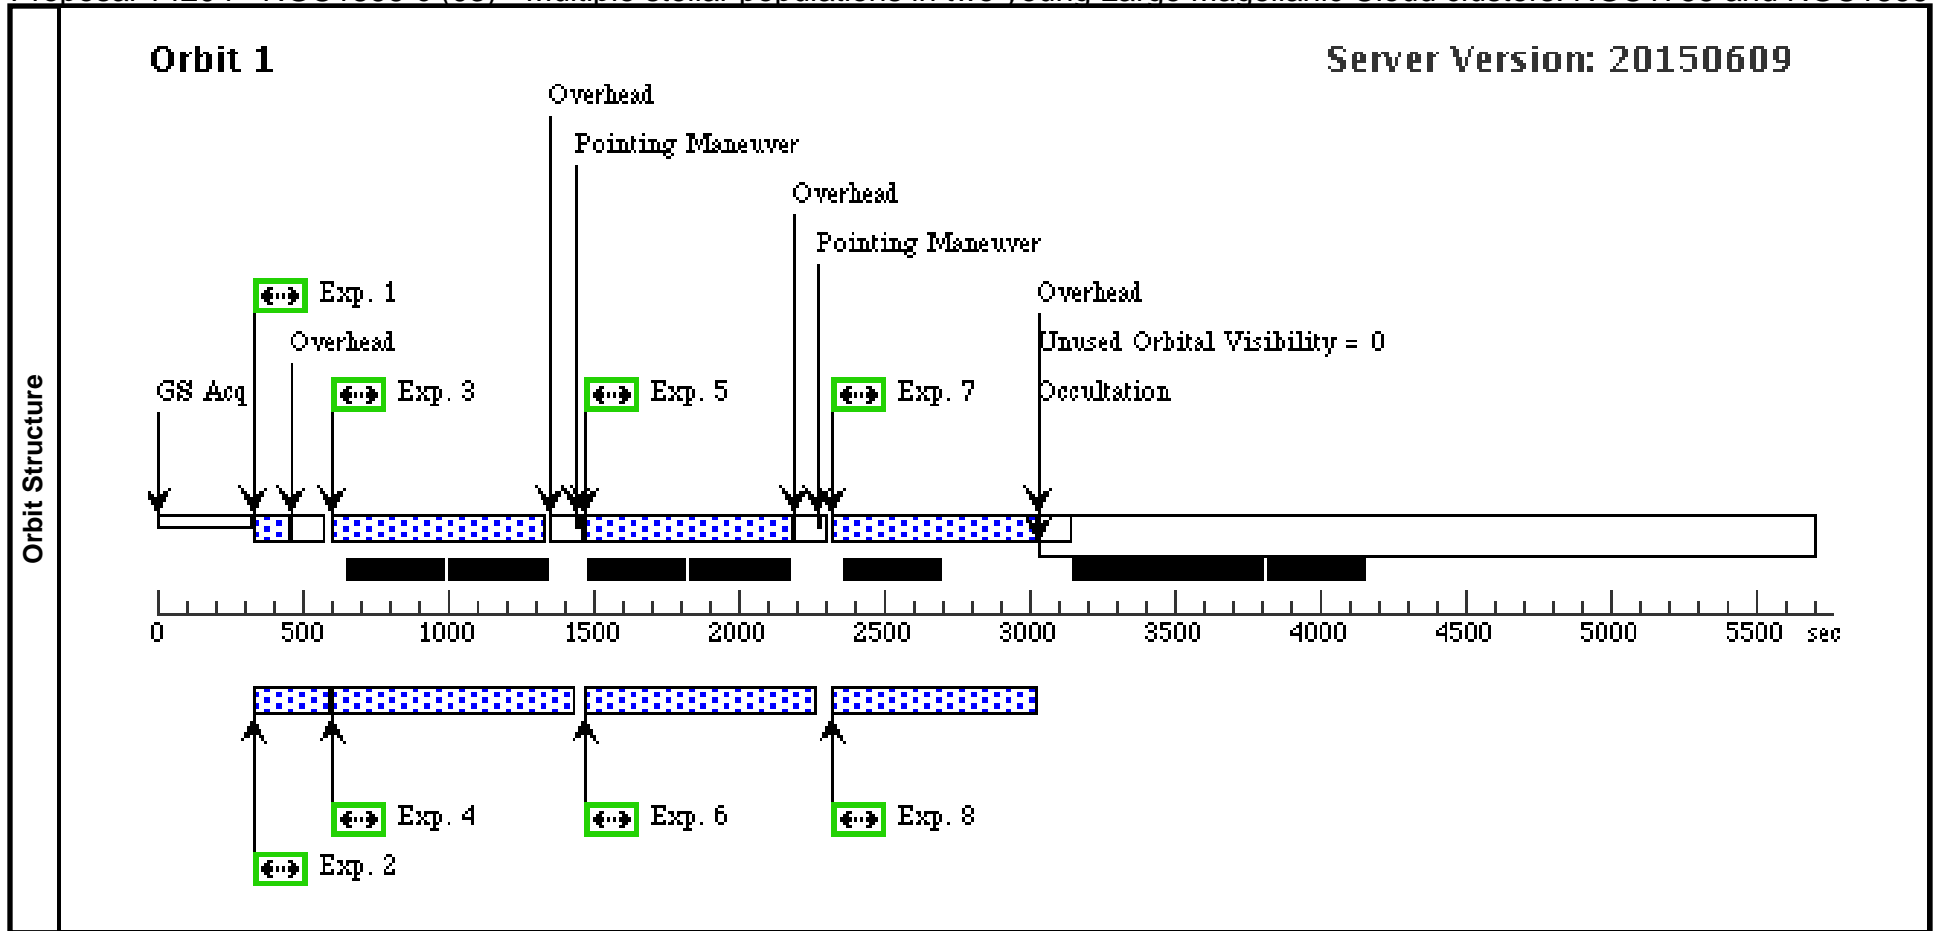 Orbit 1
Server Version: 20150609
Overhead
Pointing Maneuver
Overhead
Pointing Maneuver
Exp. 1
Overhead
Overhead
Unused Orbital Visibility = 0
GS Acq
Exp. 3
Exp. 5
Exp. 7
Occultation
Orbit Structure
0 500 1000 1500 2000 2500 3000 3500 4000 4500 5000 5500 sec
Exp. 4
Exp. 6
Exp. 8
Exp. 2